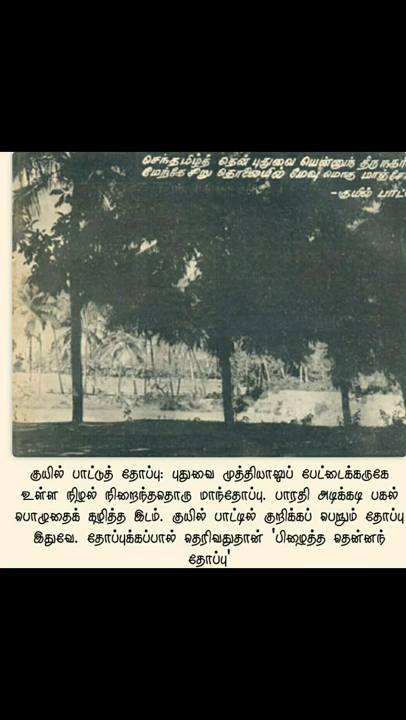 செந்தமிழ்த் தென் புதுவை யென்னுந் திருநகர்
மேற்கே சிறு தொலையில் மேவு மொரு மாஞ்சோ
-குயில் பாட்
குயில் பாட்டுத் தோப்பு: புதுவை முத்தியாலுப் பேட்டைக்கருகே
உள்ள நிழல் நிறைந்ததொரு மாந்தோப்பு. பாரதி அடிக்கடி பகல்
பொழுதைக் கழித்த இடம். குயில் பாட்டில் குறிக்கப் பெறும் தோப்பு
இதுவே. தோப்புக்கப்பால் தெரிவதுதான் 'பிழைத்த தென்னந்
தோப்பு'